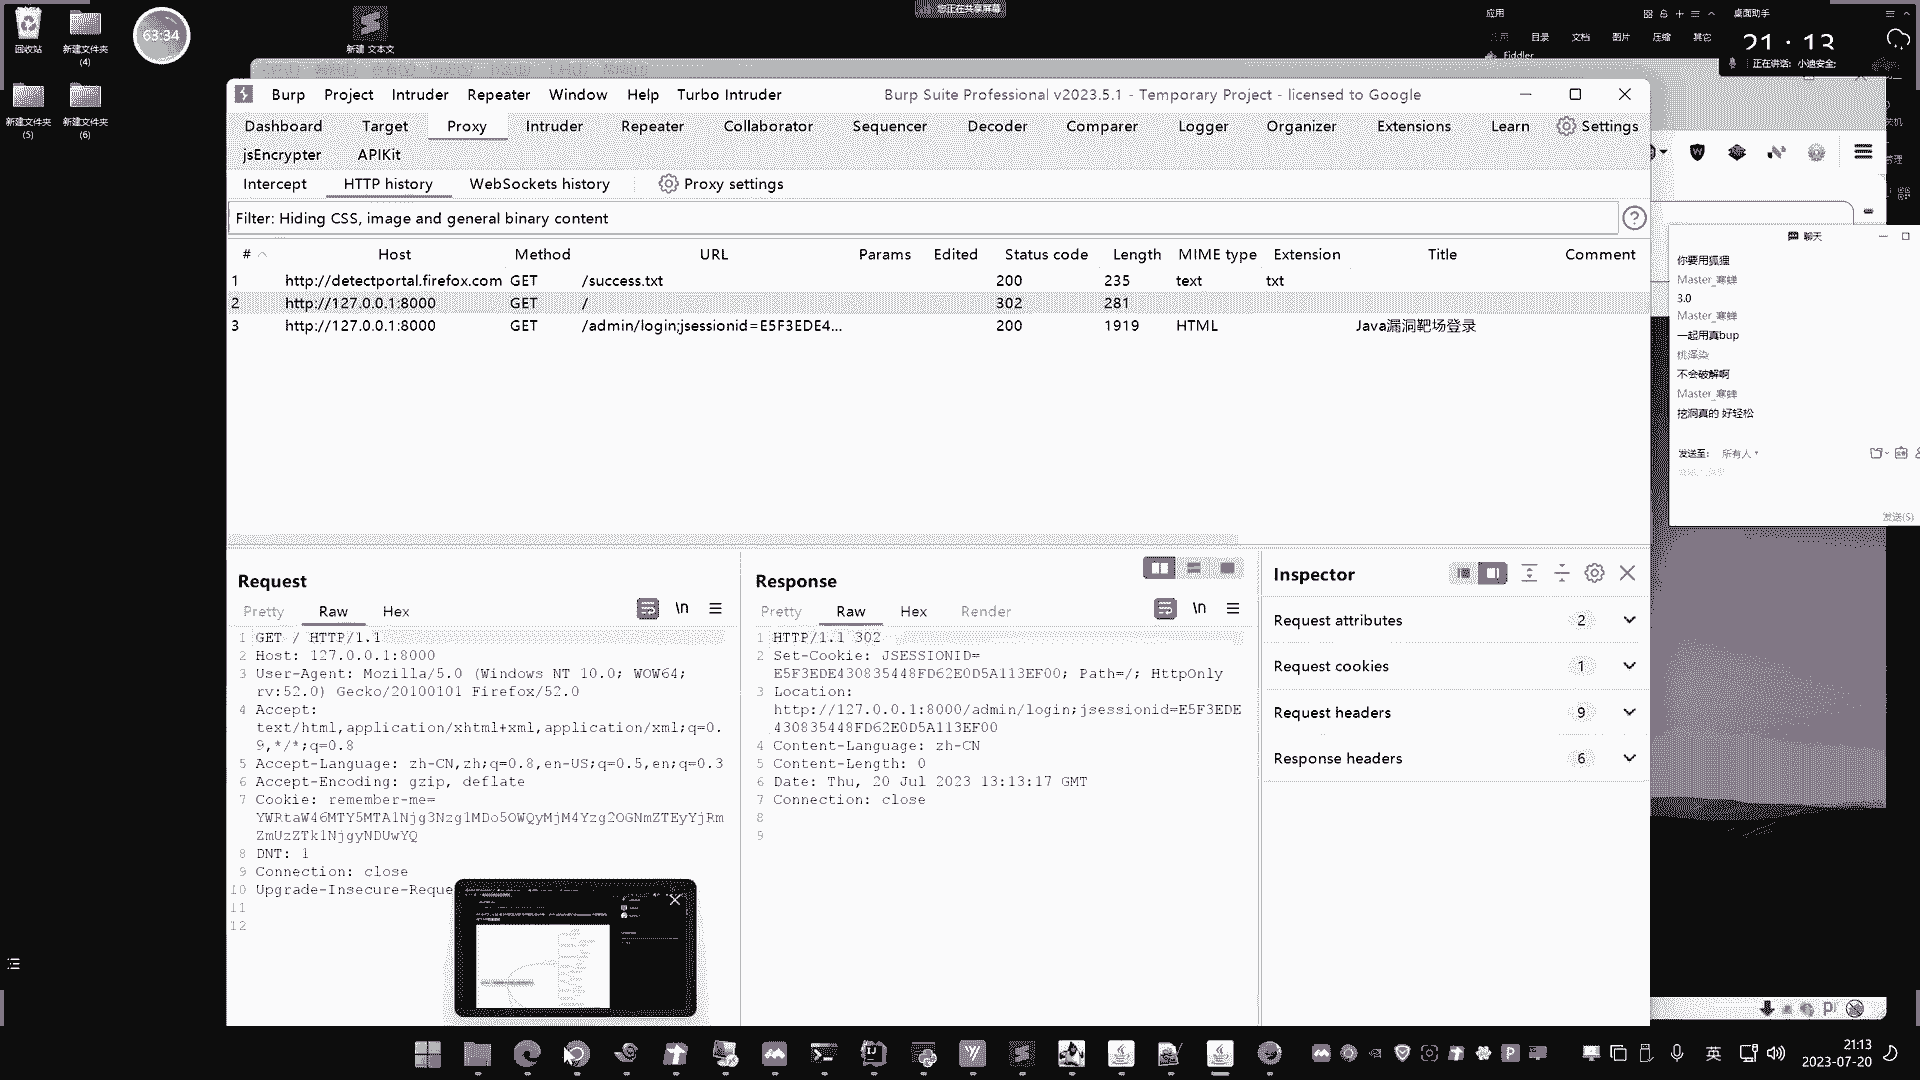 您正在共享屏幕
回收站
新建文件夹
(4)
63:34
新建 文本文
新建文件夹
(5)
新建文件夹
(6)
应用
桌面助手
目录
文档
图片
压缩
其它
21 : 13
Fiddler
正在讲话: 小迪安全;
Burp Project Intruder Repeater Window Help Turbo Intruder
Burp Suite Professional v2023.5.1 - Temporary Project - licensed to Google
Dashboard Target Proxy Intruder Repeater Collaborator Sequencer Decoder Comparer Logger Organizer Extensions Learn Settings
jsEncrypter APIKit
Intercept HTTP history WebSockets history Proxy settings
Filter: Hiding CSS, image and general binary content
# Host Method URL Params Edited Status code Length MIME type Extension Title Comment
1 http://detectportal.firefox.com GET /success.txt 200 235 text txt
2 http://127.0.0.1:8000 GET / 302 281
3 http://127.0.0.1:8000 GET /admin/login;jsessionid=E5F3EDE4... 200 1919 HTML Java漏洞靶场登录
聊天
你要用狐狸
Master_寒蝉
3.0
Master_寒蝉
一起用真bup
桃泽染
不会破解啊
Master_寒蝉
挖洞真的 好轻松
发送至: 所有人
发送(S)
Request
Pretty Raw Hex \n
1 GET / HTTP/1.1
2 Host: 127.0.0.1:8000
3 User-Agent: Mozilla/5.0 (Windows NT 10.0; WOW64;
rv:52.0) Gecko/20100101 Firefox/52.0
4 Accept:
text/html,application/xhtml+xml,application/xml;q=0.
9,*/*;q=0.8
5 Accept-Language: zh-CN,zh;q=0.8,en-US;q=0.5,en;q=0.3
6 Accept-Encoding: gzip, deflate
7 Cookie: remember-me=
YWRtaW46MTY5MTA1Njg3Nzg1MDo5OWQyMjM4Yzg2OGNmZTEyYjRm
ZmUzZTk1NjgyNDUwYQ
8 DNT: 1
9 Connection: close
10 Upgrade-Insecure-Reque
11
12
Response
Pretty Raw Hex Render \n
1 HTTP/1.1 302
2 Set-Cookie: JSESSIONID=
E5F3EDE430835448FD62E0D5A113EF00; Path=/; HttpOnly
3 Location:
http://127.0.0.1:8000/admin/login;jsessionid=E5F3EDE
430835448FD62E0D5A113EF00
4 Content-Language: zh-CN
5 Content-Length: 0
6 Date: Thu, 20 Jul 2023 13:13:17 GMT
7 Connection: close
8
9
Inspector
Request attributes 2
Request cookies 1
Request headers 9
Response headers 6
英
21:13
2023-07-20